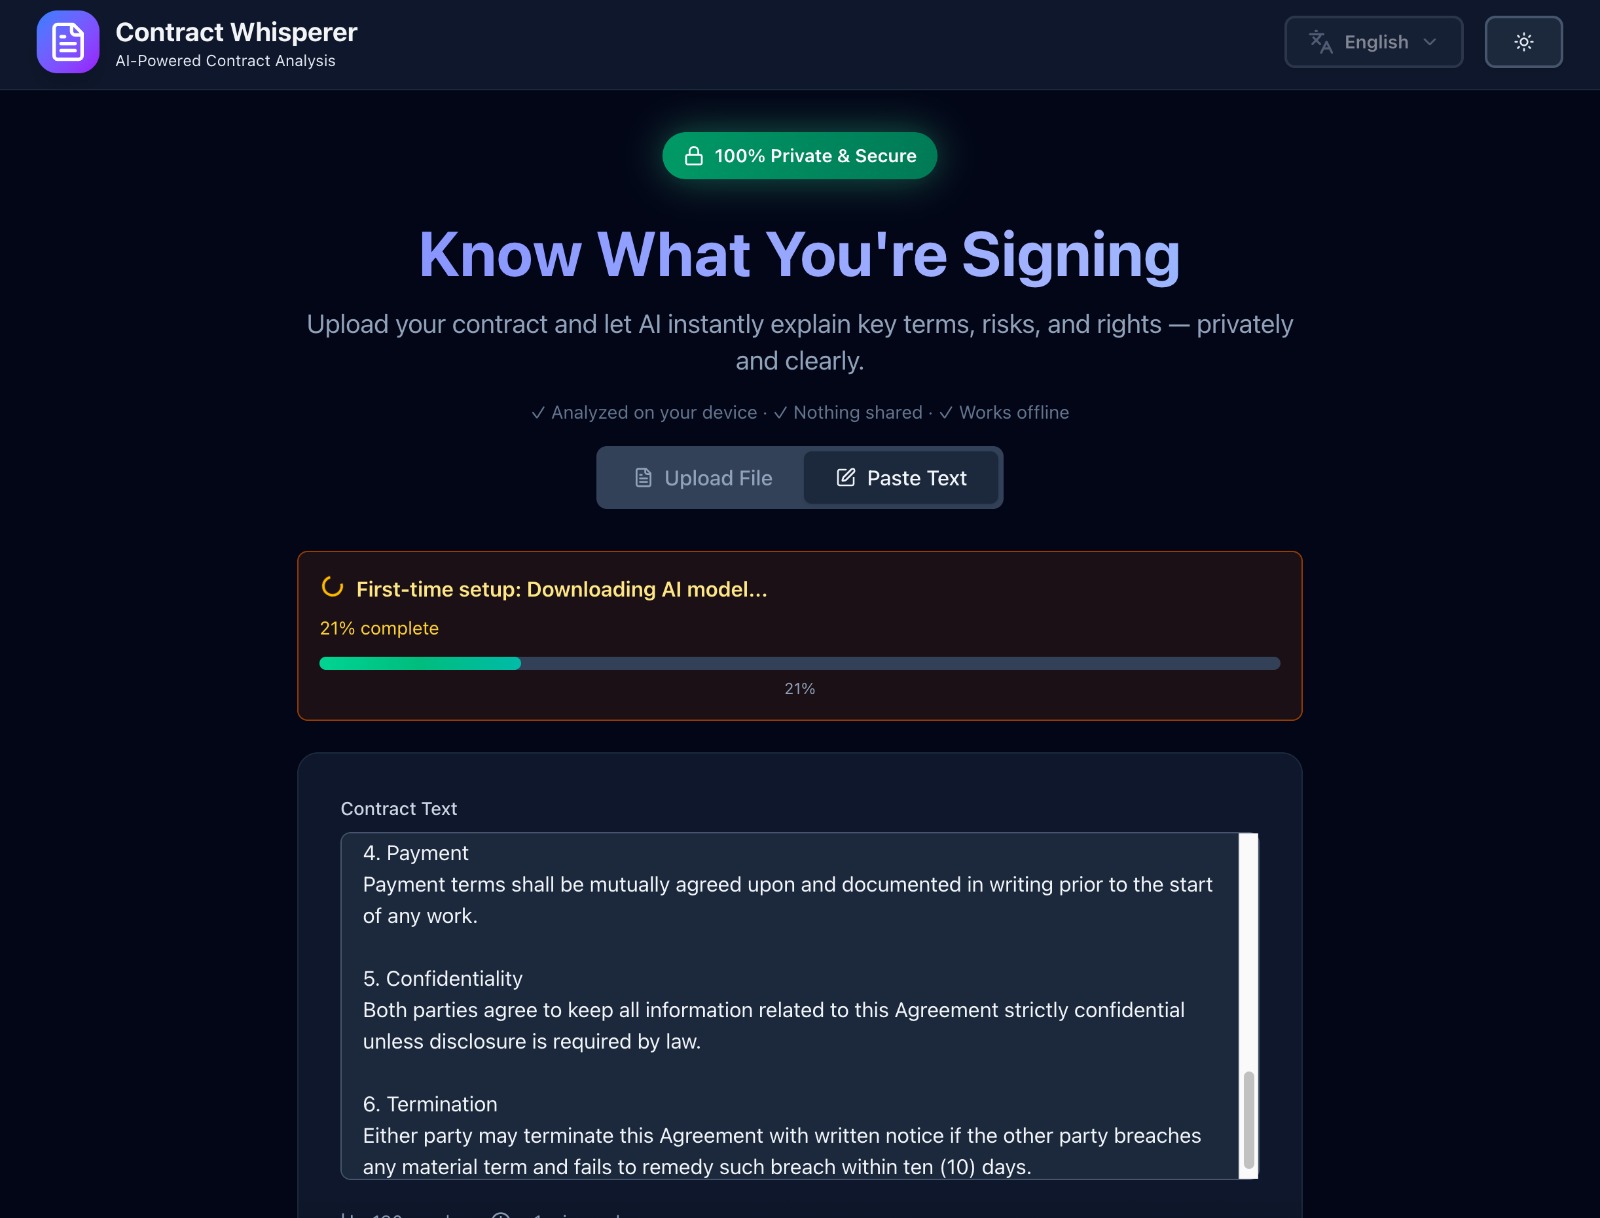 Contract Whisperer
AI-Powered Contract Analysis
English
100% Private & Secure
Know What You're Signing
Upload your contract and let AI instantly explain key terms, risks, and rights — privately
and clearly.
✓ Analyzed on your device · ✓ Nothing shared · ✓ Works offline
Upload File
Paste Text
First-time setup: Downloading AI model...
21% complete
21%
Contract Text
4. Payment
Payment terms shall be mutually agreed upon and documented in writing prior to the start
of any work.
5. Confidentiality
Both parties agree to keep all information related to this Agreement strictly confidential
unless disclosure is required by law.
6. Termination
Either party may terminate this Agreement with written notice if the other party breaches
any material term and fails to remedy such breach within ten (10) days.